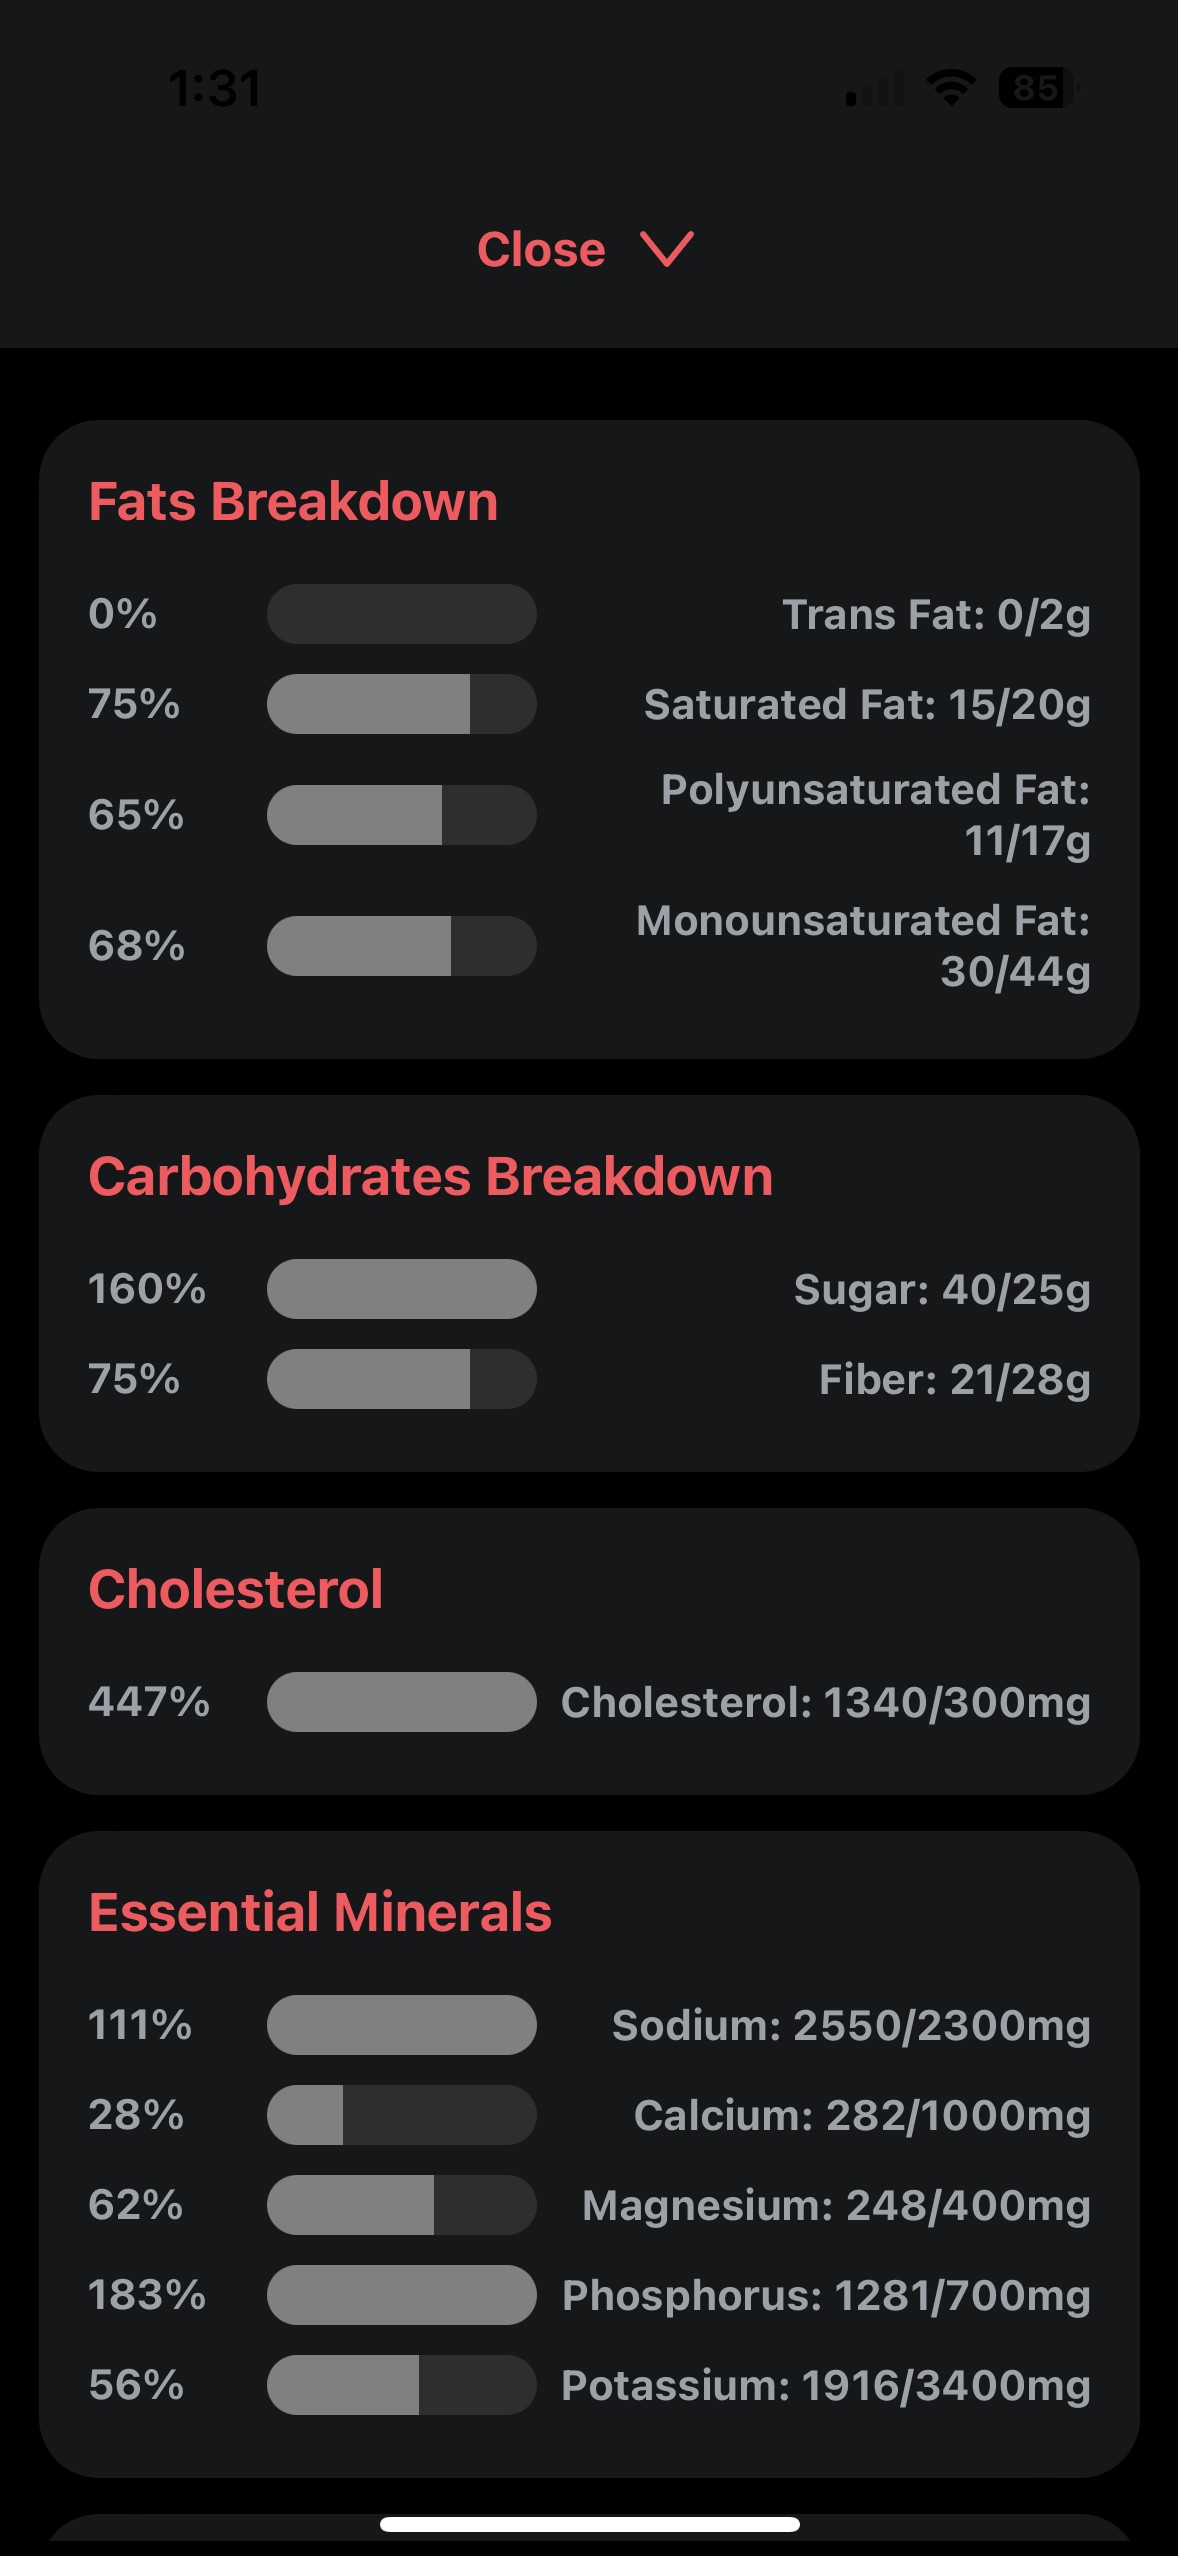 1:31
85
Close
Fats Breakdown
0%
Trans Fat: 0/2g
75%
Saturated Fat: 15/20g
65%
Polyunsaturated Fat:
11/17g
68%
Monounsaturated Fat:
30/44g
Carbohydrates Breakdown
160%
Sugar: 40/25g
75%
Fiber: 21/28g
Cholesterol
447%
Cholesterol: 1340/300mg
Essential Minerals
111%
Sodium: 2550/2300mg
28%
Calcium: 282/1000mg
62%
Magnesium: 248/400mg
183%
Phosphorus: 1281/700mg
56%
Potassium: 1916/3400mg